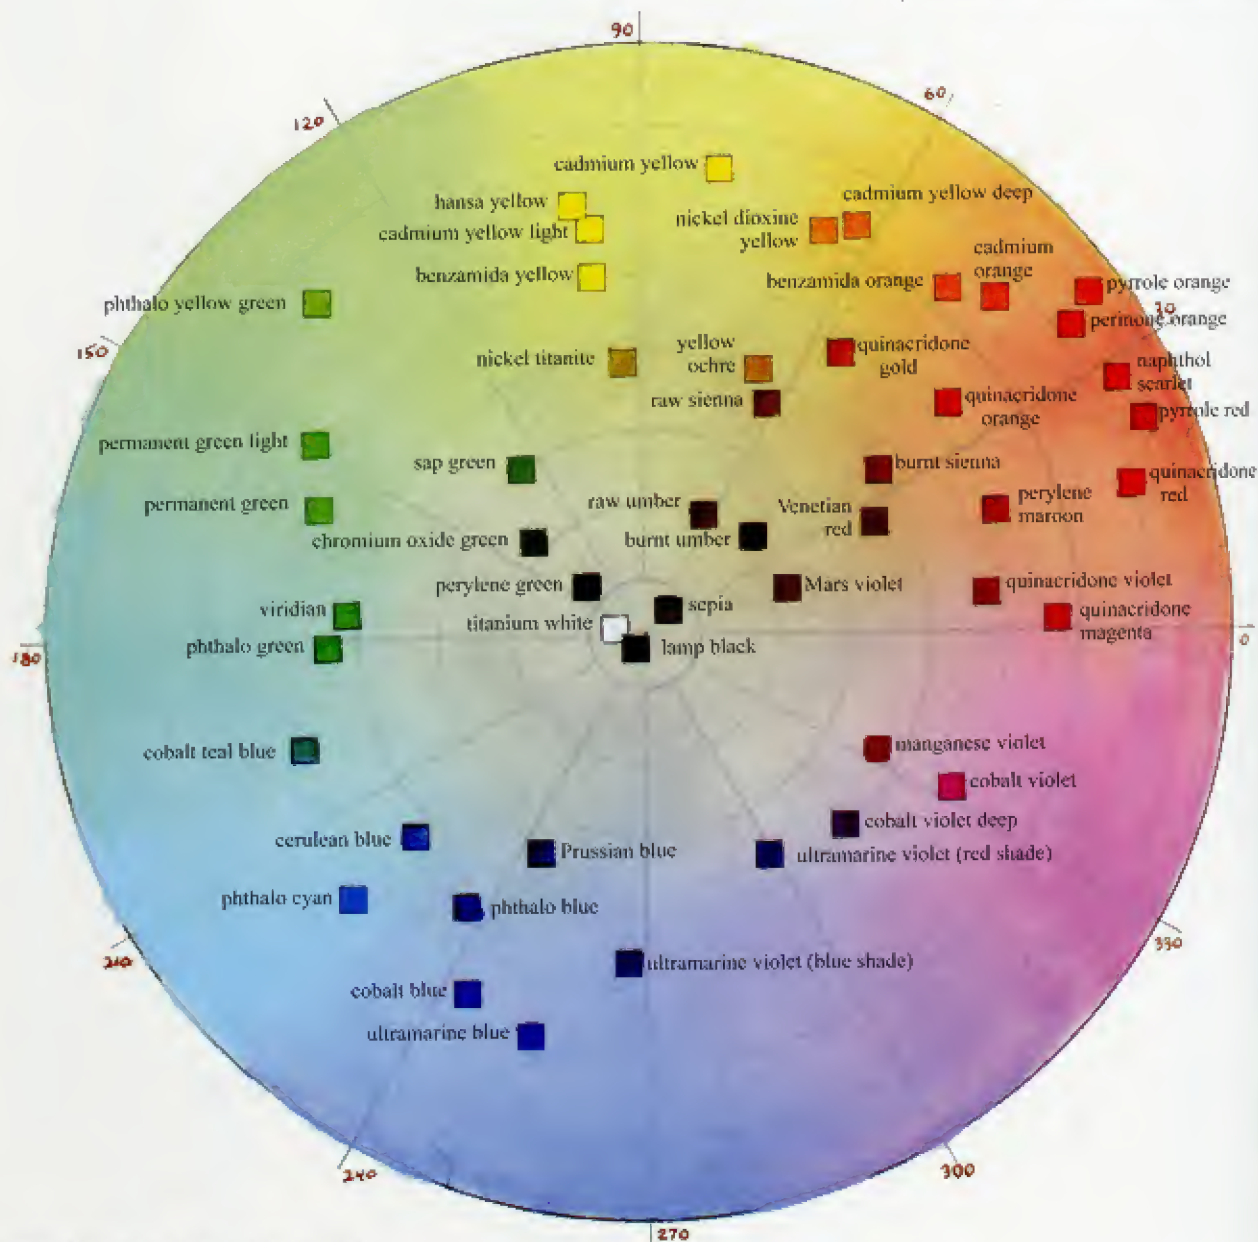 90
60
120
cadmium yellow
cadmium yellow deep
hansa yellow
nickel dioxine
yellow
cadmium yellow light
cadmium
orange
benzamida yellow
benzamida orange
pyrrole orange
phthalo yellow green
30
perinone orange
150
nickel titanite
yellow
ochre
quinacridone
gold
naphthol
scarlet
raw sienna
quinacridone
orange
pyrrole red
permanent green light
sap green
burnt sienna
quinacridone
red
permanent green
raw umber
Venetian
red
perylene
maroon
chromium oxide green
burnt umber
perylene green
Mars violet
quinacridone violet
viridian
titanium white
sepia
quinacridone
magenta
phthalo green
lamp black
180
0
cobalt teal blue
manganese violet
cobalt violet
cerulean blue
Prussian blue
cobalt violet deep
ultramarine violet (red shade)
phthalo cyan
phthalo blue
210
330
ultramarine violet (blue shade)
cobalt blue
ultramarine blue
240
300
270